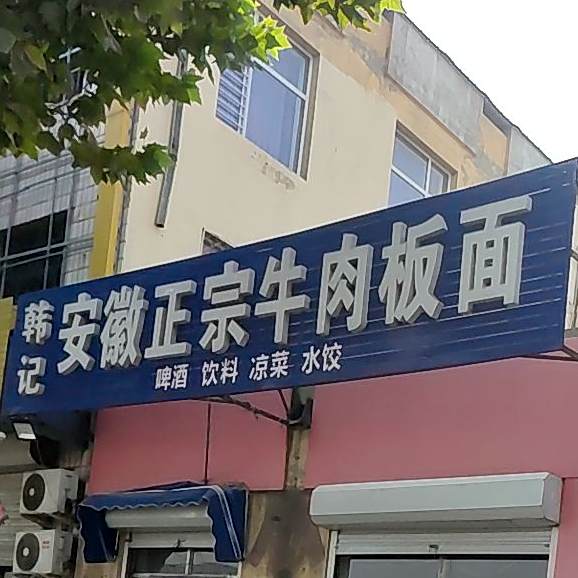 韩记
安徽正宗牛肉板面
啤酒 饮料 凉菜 水饺